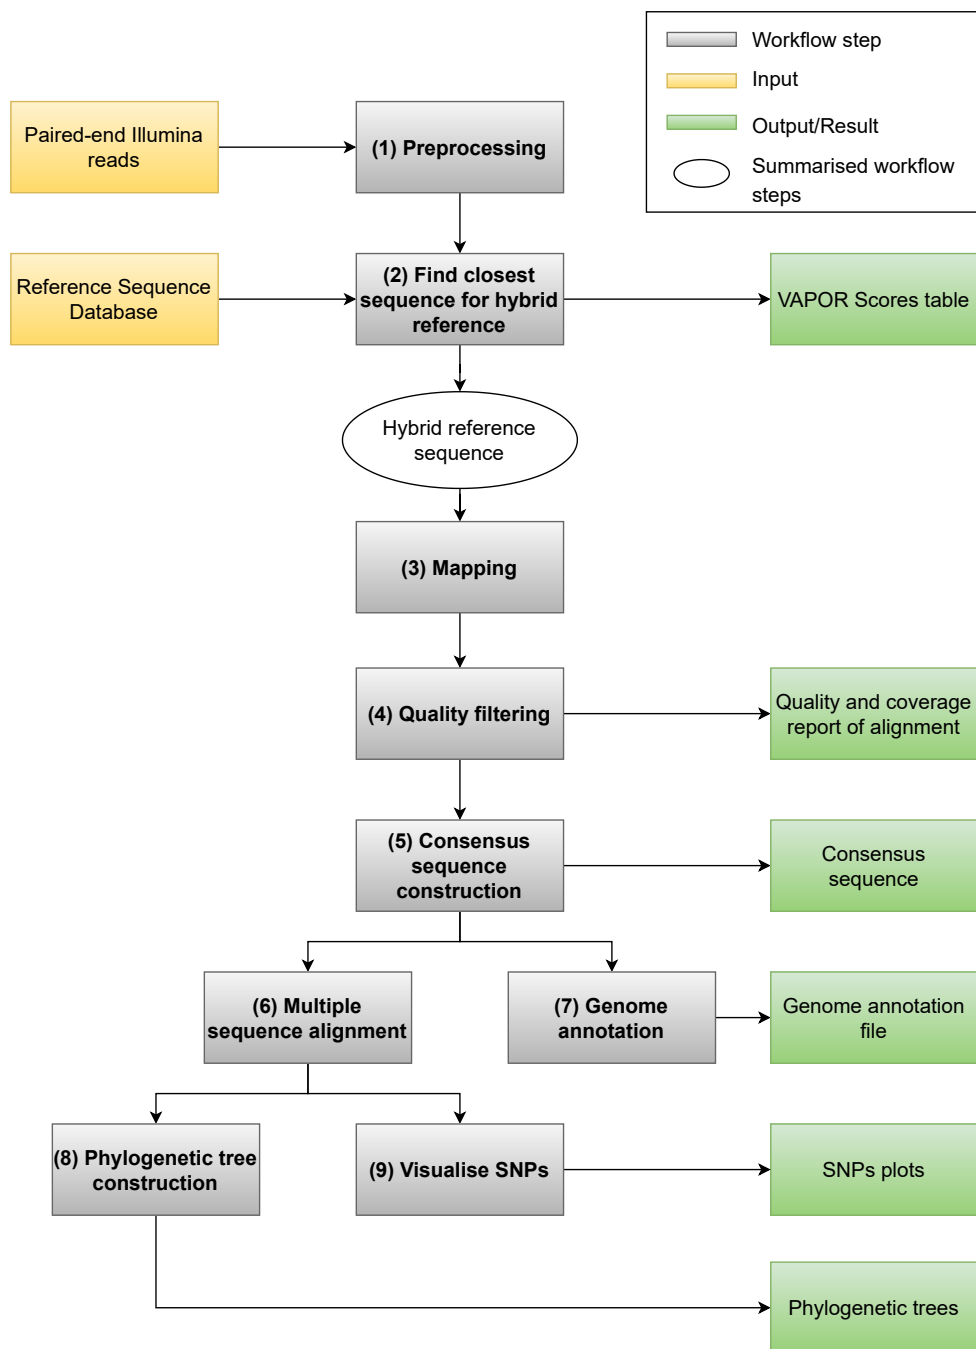 Workflow step
Input
Output/Result
Summarised workflow
steps
Paired-end Illumina
reads
(1) Preprocessing
Reference Sequence
Database
(2) Find closest
sequence for hybrid
reference
VAPOR Scores table
Hybrid reference
sequence
(3) Mapping
(4) Quality filtering
Quality and coverage
report of alignment
(5) Consensus
sequence
construction
Consensus
sequence
(6) Multiple
sequence alignment
(7) Genome
annotation
Genome annotation
file
(8) Phylogenetic tree
construction
(9) Visualise SNPs
SNPs plots
Phylogenetic trees